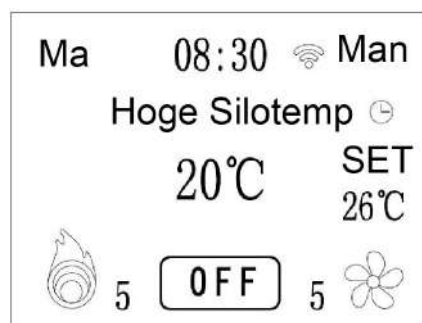 Ma 08:30 Man
Hoge Silotemp
20℃ SET
26℃
5 OFF 5